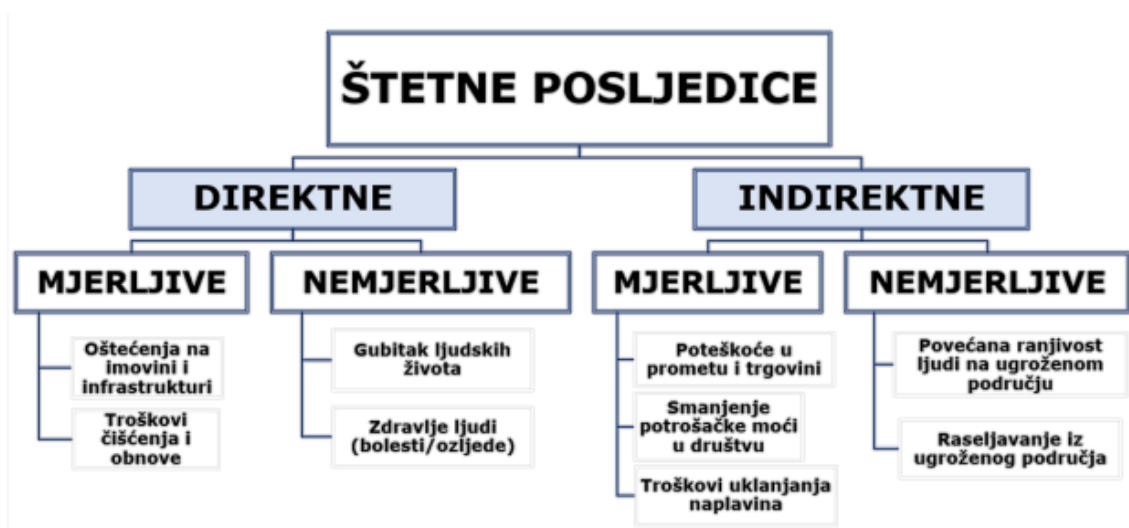 ŠTETNE POSLJEDICE
DIREKTNE
INDIREKTNE
MJERLJIVE
NEMJERLJIVE
MJERLJIVE
NEMJERLJIVE
Oštećenja na
imovini i
infrastrukturi
Troškovi
čišćenja i
obnove
Gubitak ljudskih
života
Zdravlje ljudi
(bolesti/ozljede)
Poteškoće u
prometu i trgovini
Smanjenje
potrošačke moći
u društvu
Troškovi uklanjanja
naplavina
Povećana ranjivost
ljudi na ugroženom
području
Raseljavanje iz
ugroženog područja